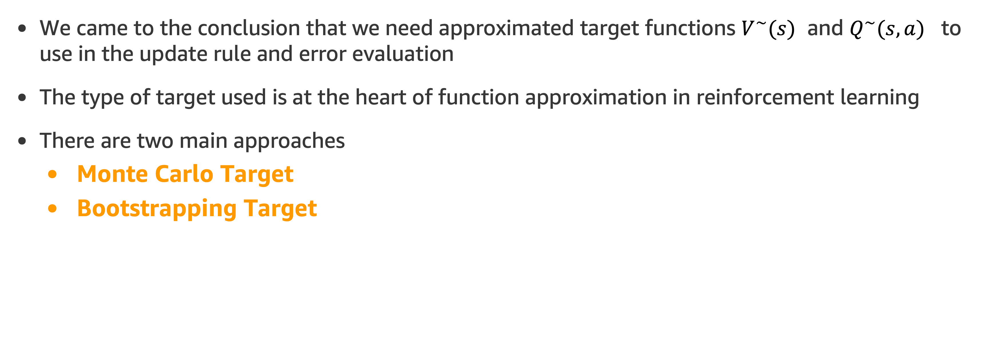 • We came to the conclusion that we need approximated target functions V~(s) and Q~(s, a) to
use in the update rule and error evaluation
• The type of target used is at the heart of function approximation in reinforcement learning
• There are two main approaches
• Monte Carlo Target
• Bootstrapping Target